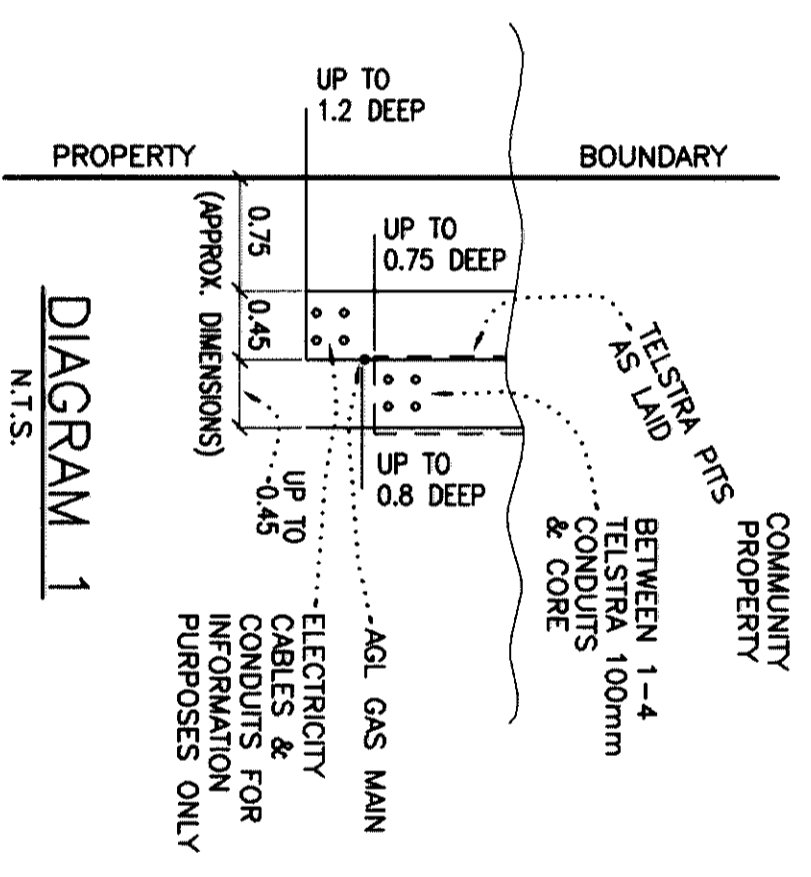 UP TO
1.2 DEEP
PROPERTY
BOUNDARY
UP TO
0.75 DEEP
0.75
0.45
(APPROX. DIMENSIONS)
UP TO
0.45
UP TO
0.8 DEEP
TELSTRA PITS
AS LAID
COMMUNITY
PROPERTY
BETWEEN 1-4
TELSTRA 100mm
CONDUITS
& CORE
AGL GAS MAIN
ELECTRICITY
CABLES &
CONDUITS FOR
INFORMATION
PURPOSES ONLY
DIAGRAM 1
N.T.S.